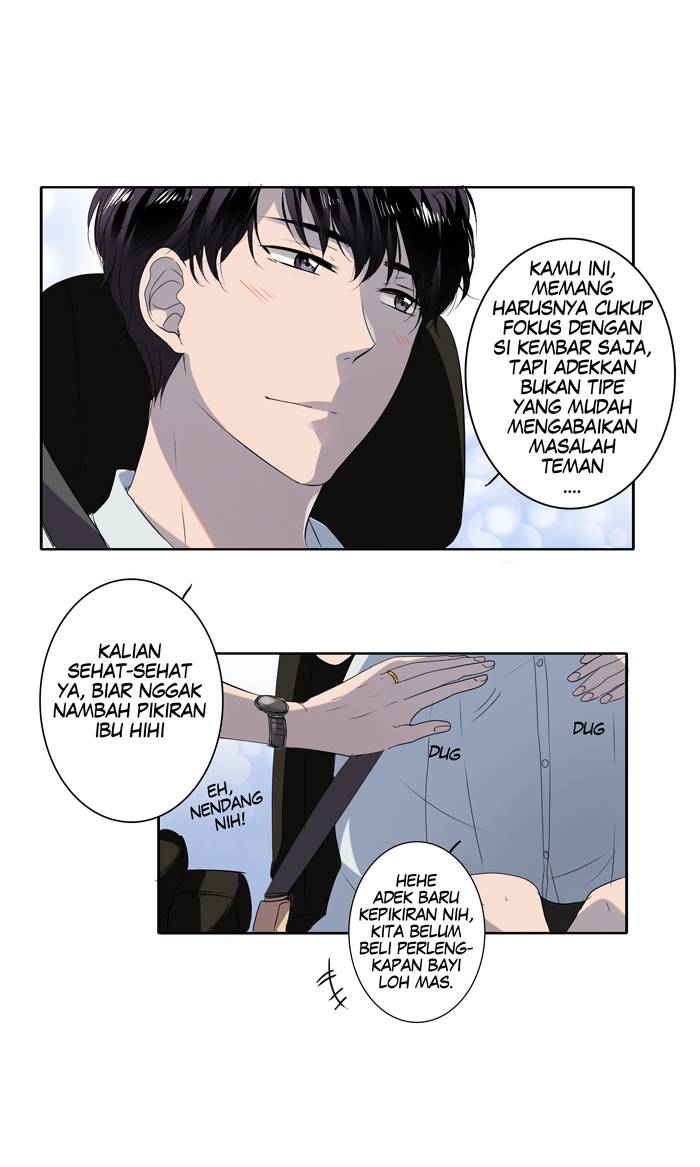 KAMU INI,
MEMANG
HARUSNYA CUKUP
FOKUS DENGAN
SI KEMBAR SAJA,
TAPI ADEKKAN
BUKAN TIPE
YANG MUDAH
MENGABAIKAN
MASALAH
TEMAN
....
KALIAN
SEHAT-SEHAT
YA, BIAR NGGAK
NAMBAH PIKIRAN
IBU HIHI
DUG
DUG
EH,
NENDANG
NIH!
HEHE
ADEK BARU
KEPIKIRAN NIH,
KITA BELUM
BELI PERLENG-
KAPAN BAYI
LOH MAS.